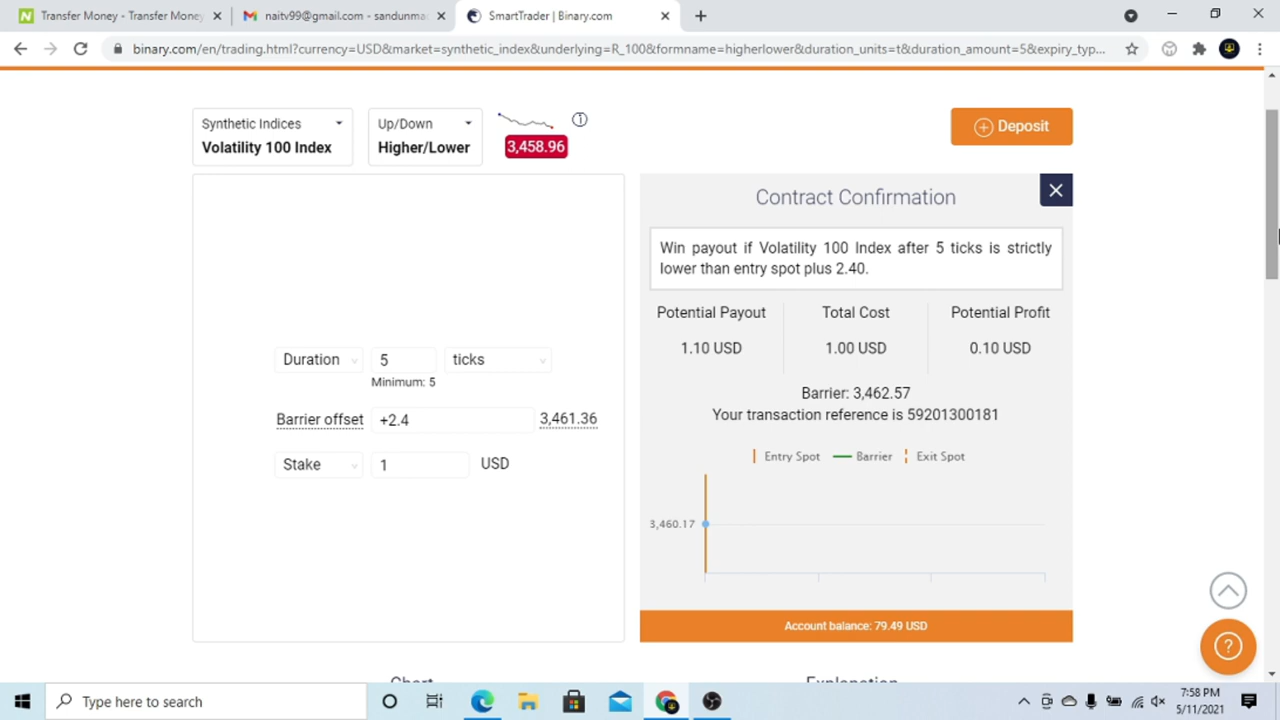 Transfer Money - Transfer Money
naitv99@gmail.com - sandunma
SmartTrader | Binary.com
binary.com/en/trading.html?currency=USD&market=synthetic_index&underlying=R_100&formname=higherlower&duration_units=t&duration_amount=5&expiry_typ...
Synthetic Indices
Volatility 100 Index
Up/Down
Higher/Lower
3,458.96
Deposit
Contract Confirmation
Win payout if Volatility 100 Index after 5 ticks is strictly
lower than entry spot plus 2.40.
Potential Payout
Total Cost
Potential Profit
1.10 USD
1.00 USD
0.10 USD
Barrier: 3,462.57
Your transaction reference is 59201300181
Entry Spot
Barrier
Exit Spot
3,460.17
Account balance: 79.49 USD
Duration
5
ticks
Minimum: 5
Barrier offset
+2.4
3,461.36
Stake
1
USD
Chart
Explanation
?
Type here to search
7:58 PM
5/11/2021